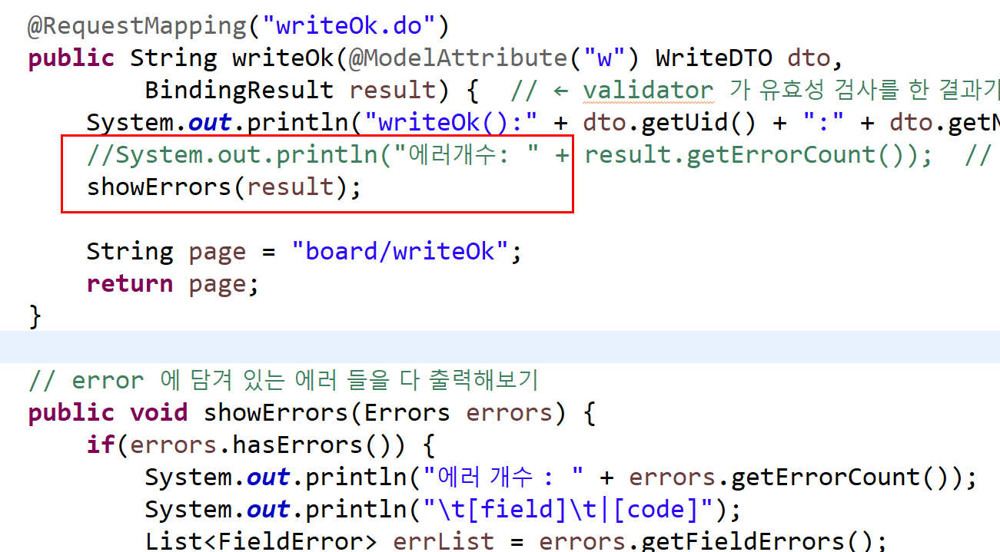 @RequestMapping("writeOk.do")
public String writeOk(@ModelAttribute("w") WriteDTO dto,
BindingResult result) { // ← validator 가 유효성 검사를 한 결과가
System.out.println("writeOk():" + dto.getUid() + ":" + dto.getN
//System.out.println("에러개수: " + result.getErrorCount()); //
showErrors(result);
String page = "board/writeOk";
return page;
}
// error 에 담겨 있는 에러 들을 다 출력해보기
public void showErrors(Errors errors) {
if(errors.hasErrors()) {
System.out.println("에러 개수 : " + errors.getErrorCount());
System.out.println("\t[field]\t|[code]");
List<FieldError> errList = errors.getFieldErrors();